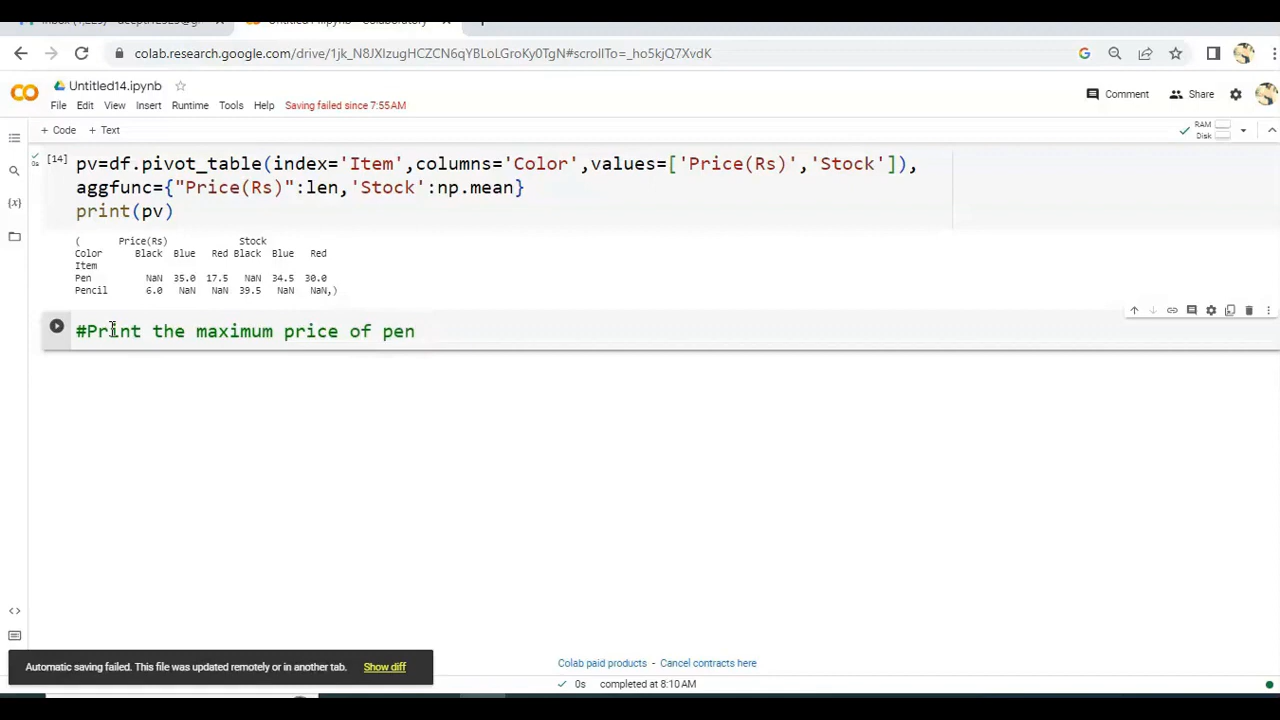 colab.research.google.com/drive/1jk_N8JXIzugHCZCN6qYBLoLGroKy0TgN#scrollTo=_ho5kjQ7XvdK
Untitled14.ipynb
Comment
Share
File Edit View Insert Runtime Tools Help Saving failed since 7:55AM
+ Code + Text
RAM
Disk
[14] pv=df.pivot_table(index='Item',columns='Color',values=['Price(Rs)','Stock']),
0s
aggfunc={"Price(Rs)":len,'Stock':np.mean}
print(pv)
( Price(Rs) Stock
Color Black Blue Red Black Blue Red
Item
Pen NaN 35.0 17.5 NaN 34.5 30.0
Pencil 6.0 NaN NaN 39.5 NaN NaN,)
#Print the maximum price of pen
Automatic saving failed. This file was updated remotely or in another tab. Show diff
Colab paid products - Cancel contracts here
0s completed at 8:10AM